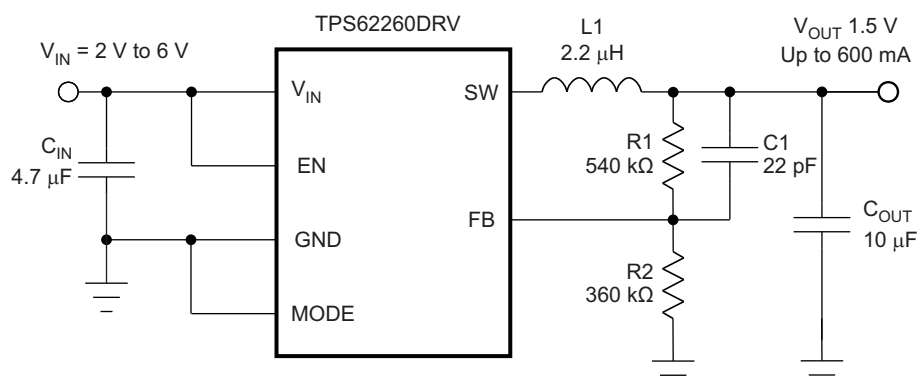 TPS62260DRV
V_IN = 2 V to 6 V
L1
2.2 μH
V_OUT 1.5 V
Up to 600 mA
V_IN
SW
C_IN
4.7 μF
EN
R1
540 kΩ
C1
22 pF
GND
FB
C_OUT
10 μF
MODE
R2
360 kΩ